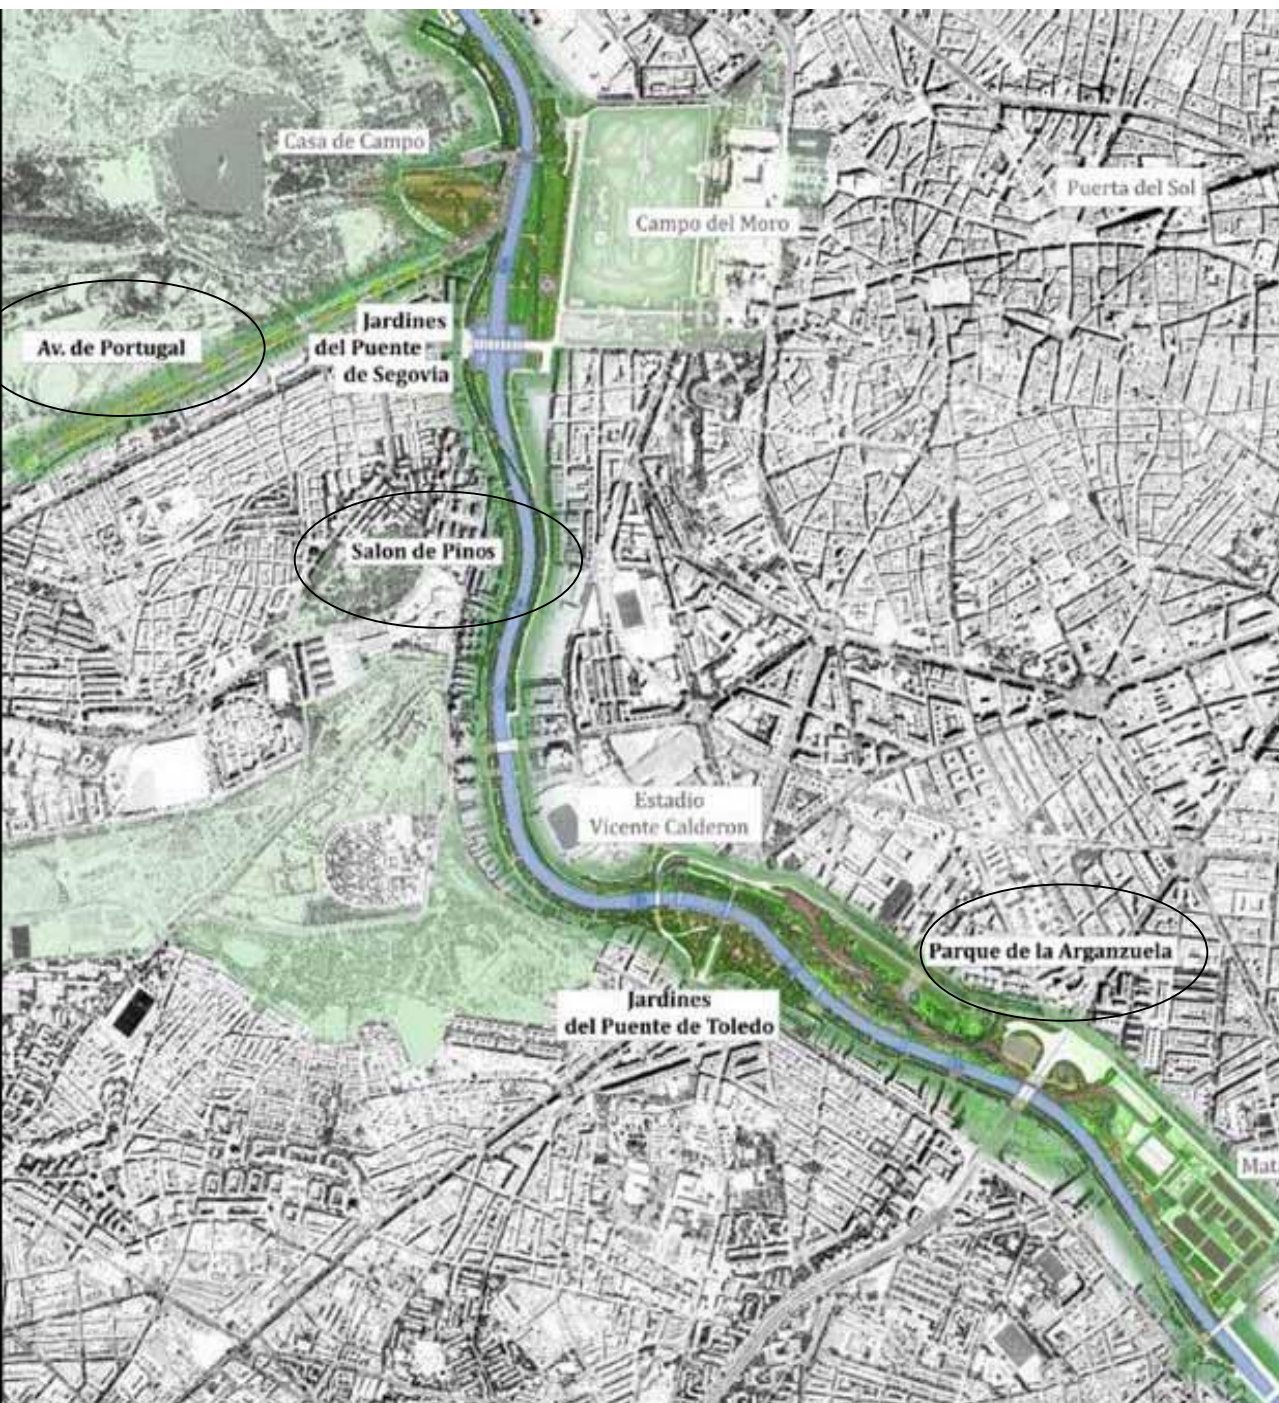 Casa de Campo
Puerta del Sol
Campo del Moro
Av. de Portugal
Jardines
del Puente
de Segovia
Salon de Pinos
Estadio
Vicente Calderon
Parque de la Arganzuela
Jardines
del Puente de Toledo
Mat